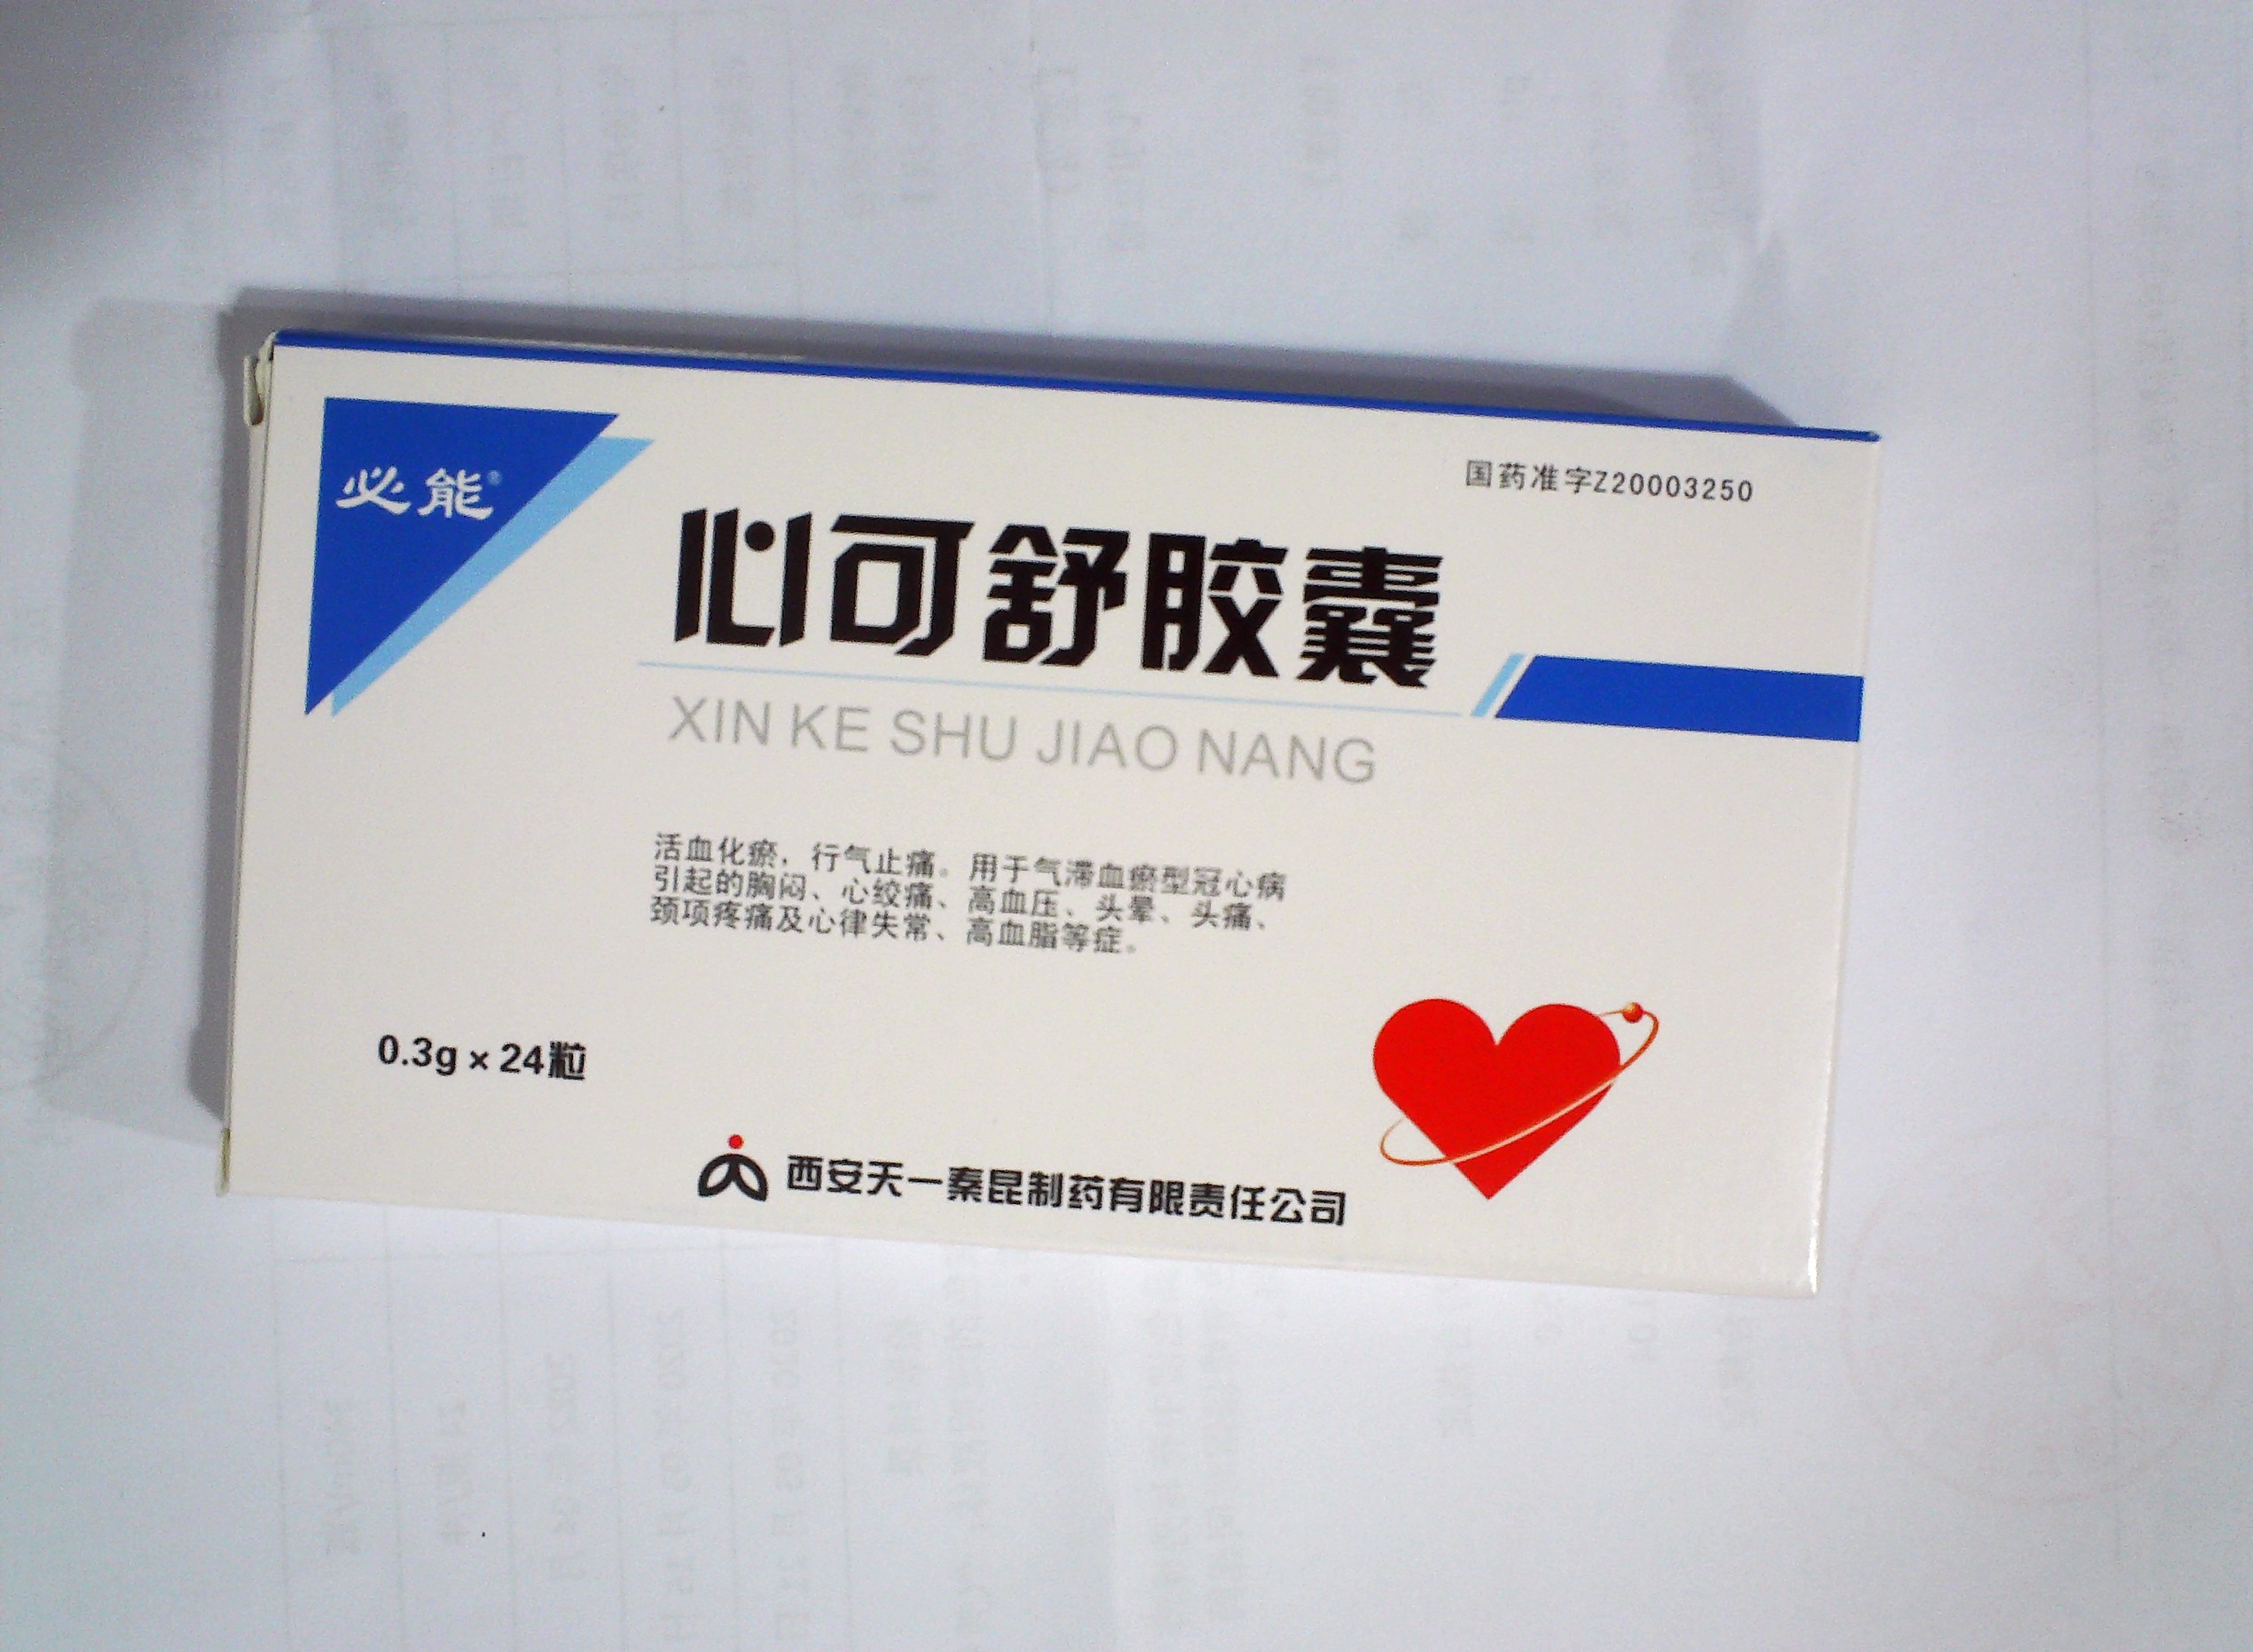 必能®
国药准字Z20003250
心可舒胶囊
XIN KE SHU JIAO NANG
活血化瘀，行气止痛。用于气滞血瘀型冠心病
引起的胸闷、心绞痛、高血压、头晕、头痛、
颈项疼痛及心律失常、高血脂等症。
0.3g×24粒
西安天一秦昆制药有限责任公司